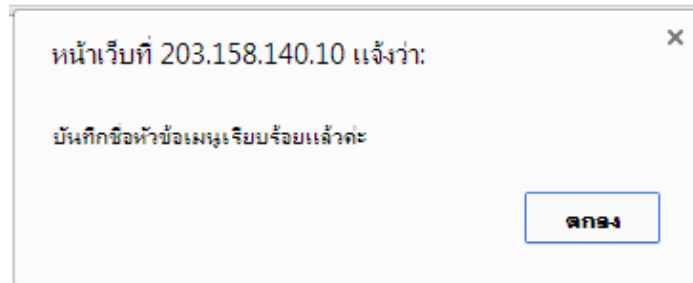 หน้าเว็บที่ 203.158.140.10 แจ้งว่า:
บันทึกชื่อหัวข้อเมนูเรียบร้อยแล้วค่ะ
ตกลง